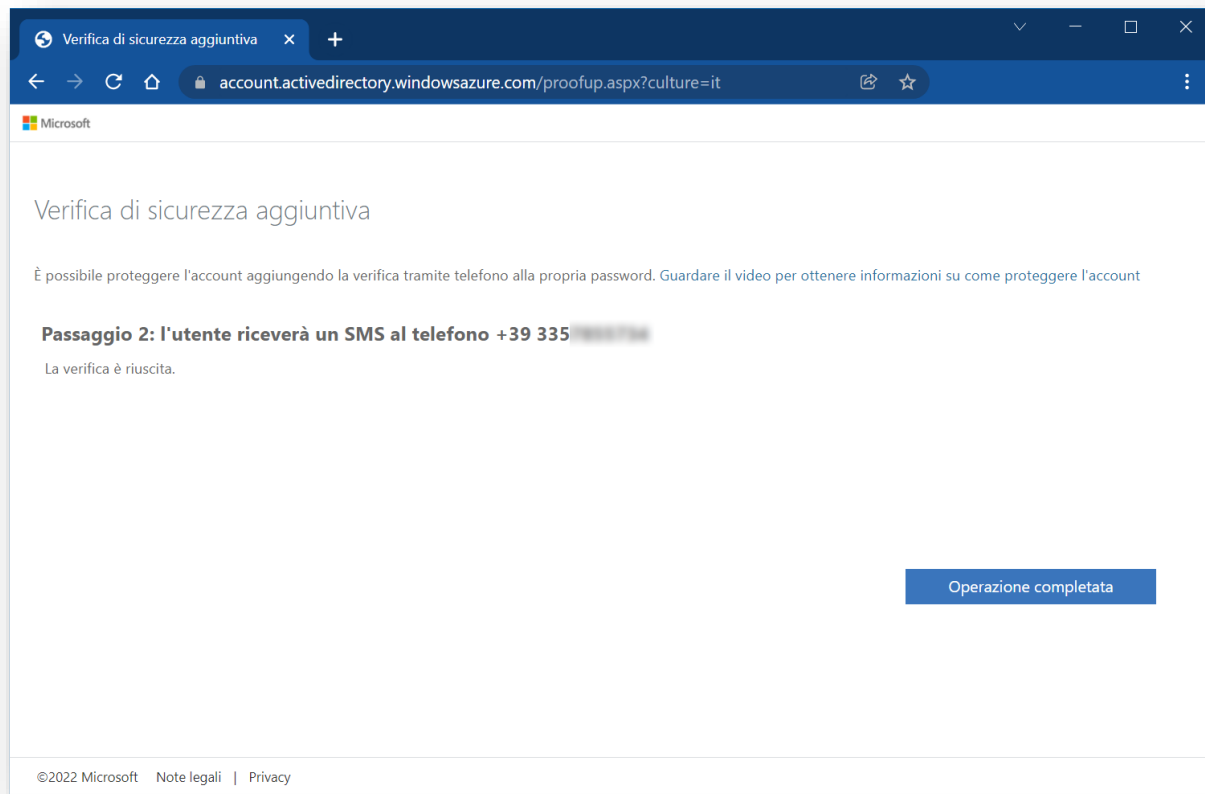 Verifica di sicurezza aggiuntiva
account.activedirectory.windowsazure.com/proofup.aspx?culture=it
Microsoft
Verifica di sicurezza aggiuntiva
È possibile proteggere l'account aggiungendo la verifica tramite telefono alla propria password. Guardare il video per ottenere informazioni su come proteggere l'account
Passaggio 2: l'utente riceverà un SMS al telefono +39 335
La verifica è riuscita.
Operazione completata
©2022 Microsoft Note legali | Privacy